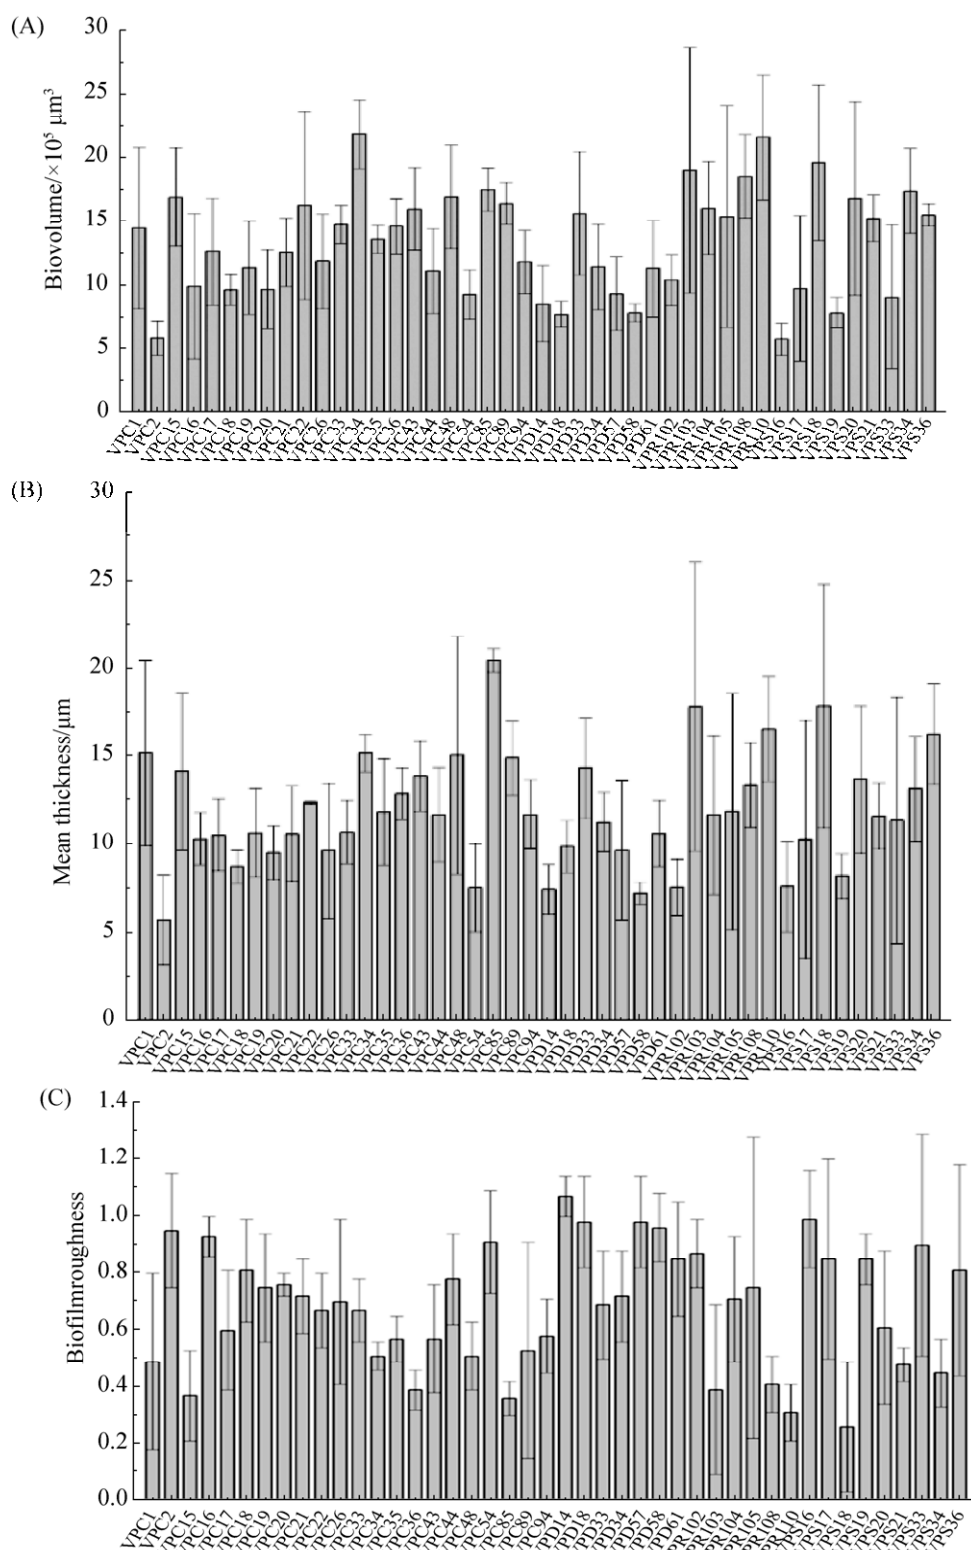 (A)
30
25
20
15
10
5
0
Biovolume/×10⁵ μm³
VPC1 VPC2 VPC15 VPC16 VPC17 VPC18 VPC19 VPC20 VPC21 VPC22 VPC26 VPC33 VPC34 VPC35 VPC36 VPC43 VPC44 VPC48 VPC54 VPC85 VPC89 VPC94 VPD14 VPD18 VPD33 VPD34 VPD57 VPD58 VPD61 VPR102 VPR103 VPR104 VPR105 VPR108 VPR110 VPS16 VPS17 VPS18 VPS19 VPS20 VPS21 VPS33 VPS34 VPS36
(B)
30
25
20
15
10
5
0
Mean thickness/μm
VPC1 VPC2 VPC15 VPC16 VPC17 VPC18 VPC19 VPC20 VPC21 VPC22 VPC26 VPC33 VPC34 VPC35 VPC36 VPC43 VPC44 VPC48 VPC54 VPC85 VPC89 VPC94 VPD14 VPD18 VPD33 VPD34 VPD57 VPD58 VPD61 VPR102 VPR103 VPR104 VPR105 VPR108 VPR110 VPS16 VPS17 VPS18 VPS19 VPS20 VPS21 VPS33 VPS34 VPS36
(C)
1.4
1.2
1.0
0.8
0.6
0.4
0.2
0.0
Biofilmroughness
VPC1 VPC2 VPC15 VPC16 VPC17 VPC18 VPC19 VPC20 VPC21 VPC22 VPC26 VPC33 VPC34 VPC35 VPC36 VPC43 VPC44 VPC48 VPC54 VPC85 VPC89 VPC94 VPD14 VPD18 VPD33 VPD34 VPD57 VPD58 VPD61 VPR102 VPR103 VPR104 VPR105 VPR108 VPR110 VPS16 VPS17 VPS18 VPS19 VPS20 VPS21 VPS33 VPS34 VPS36